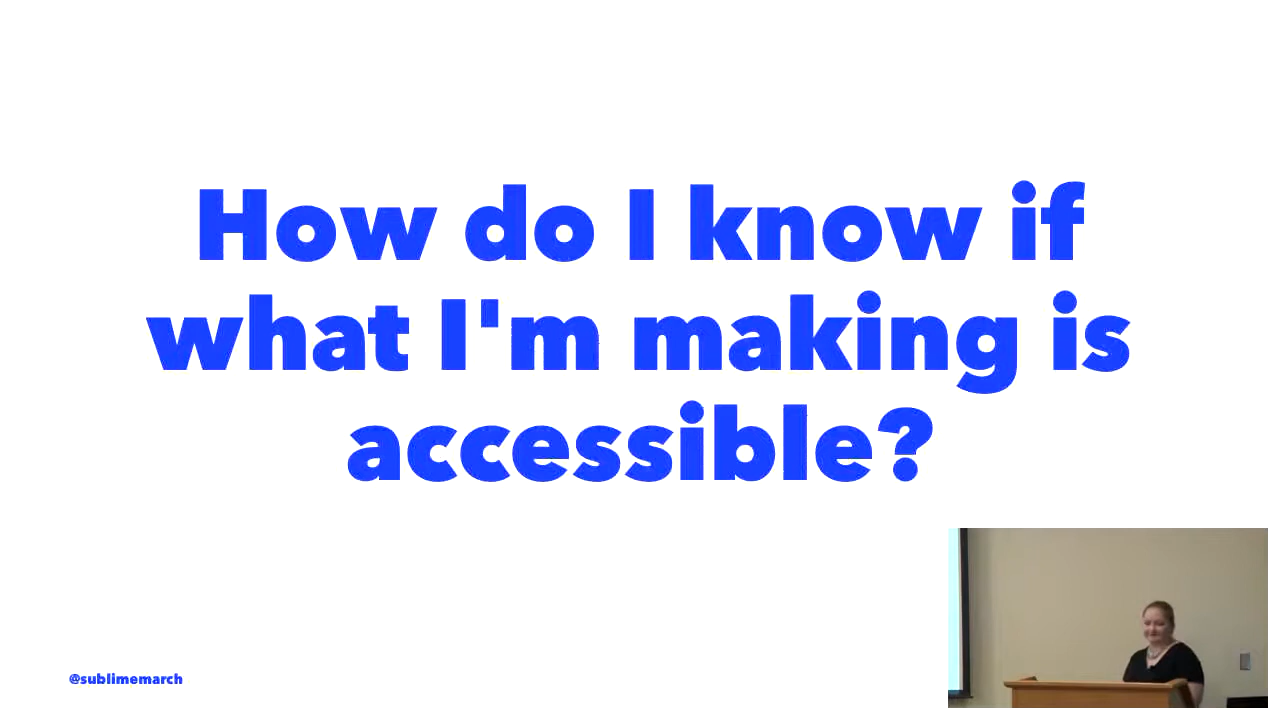 How do I know if
what I'm making is
accessible?
@sublimemarch